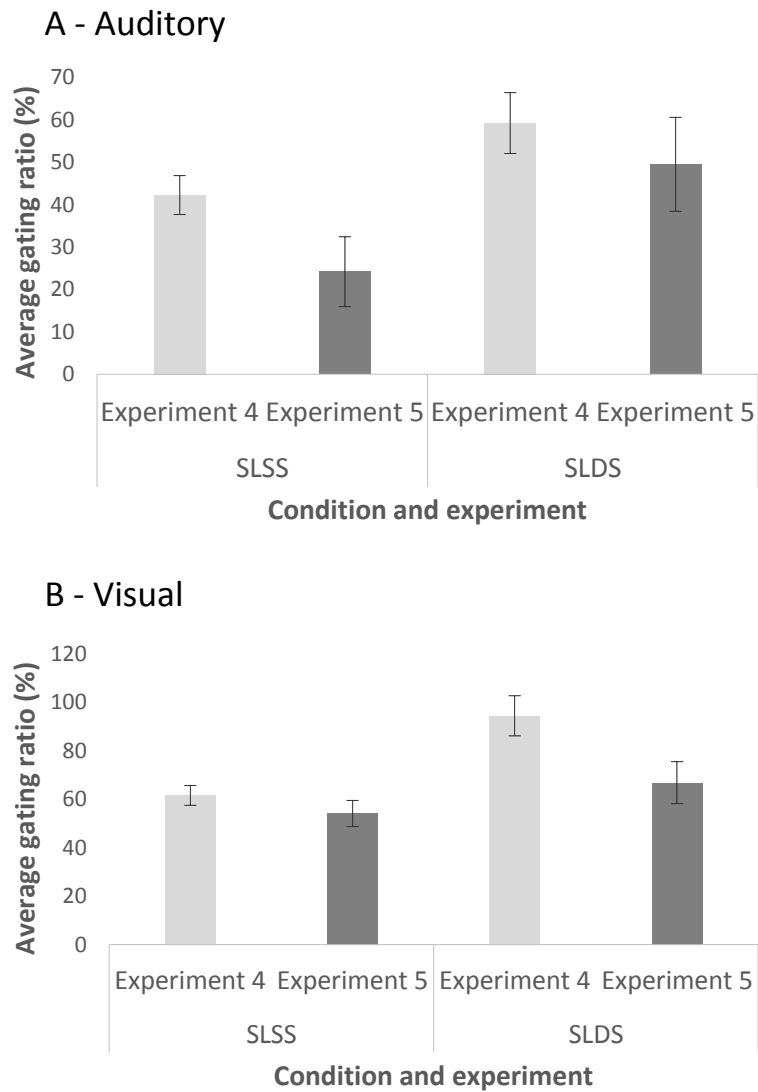 A - Auditory
Average gating ratio (%)
70
60
50
40
30
20
10
0
Experiment 4 Experiment 5 Experiment 4 Experiment 5
SLSS SLDS
Condition and experiment
B - Visual
Average gating ratio (%)
120
100
80
60
40
20
0
Experiment 4 Experiment 5 Experiment 4 Experiment 5
SLSS SLDS
Condition and experiment